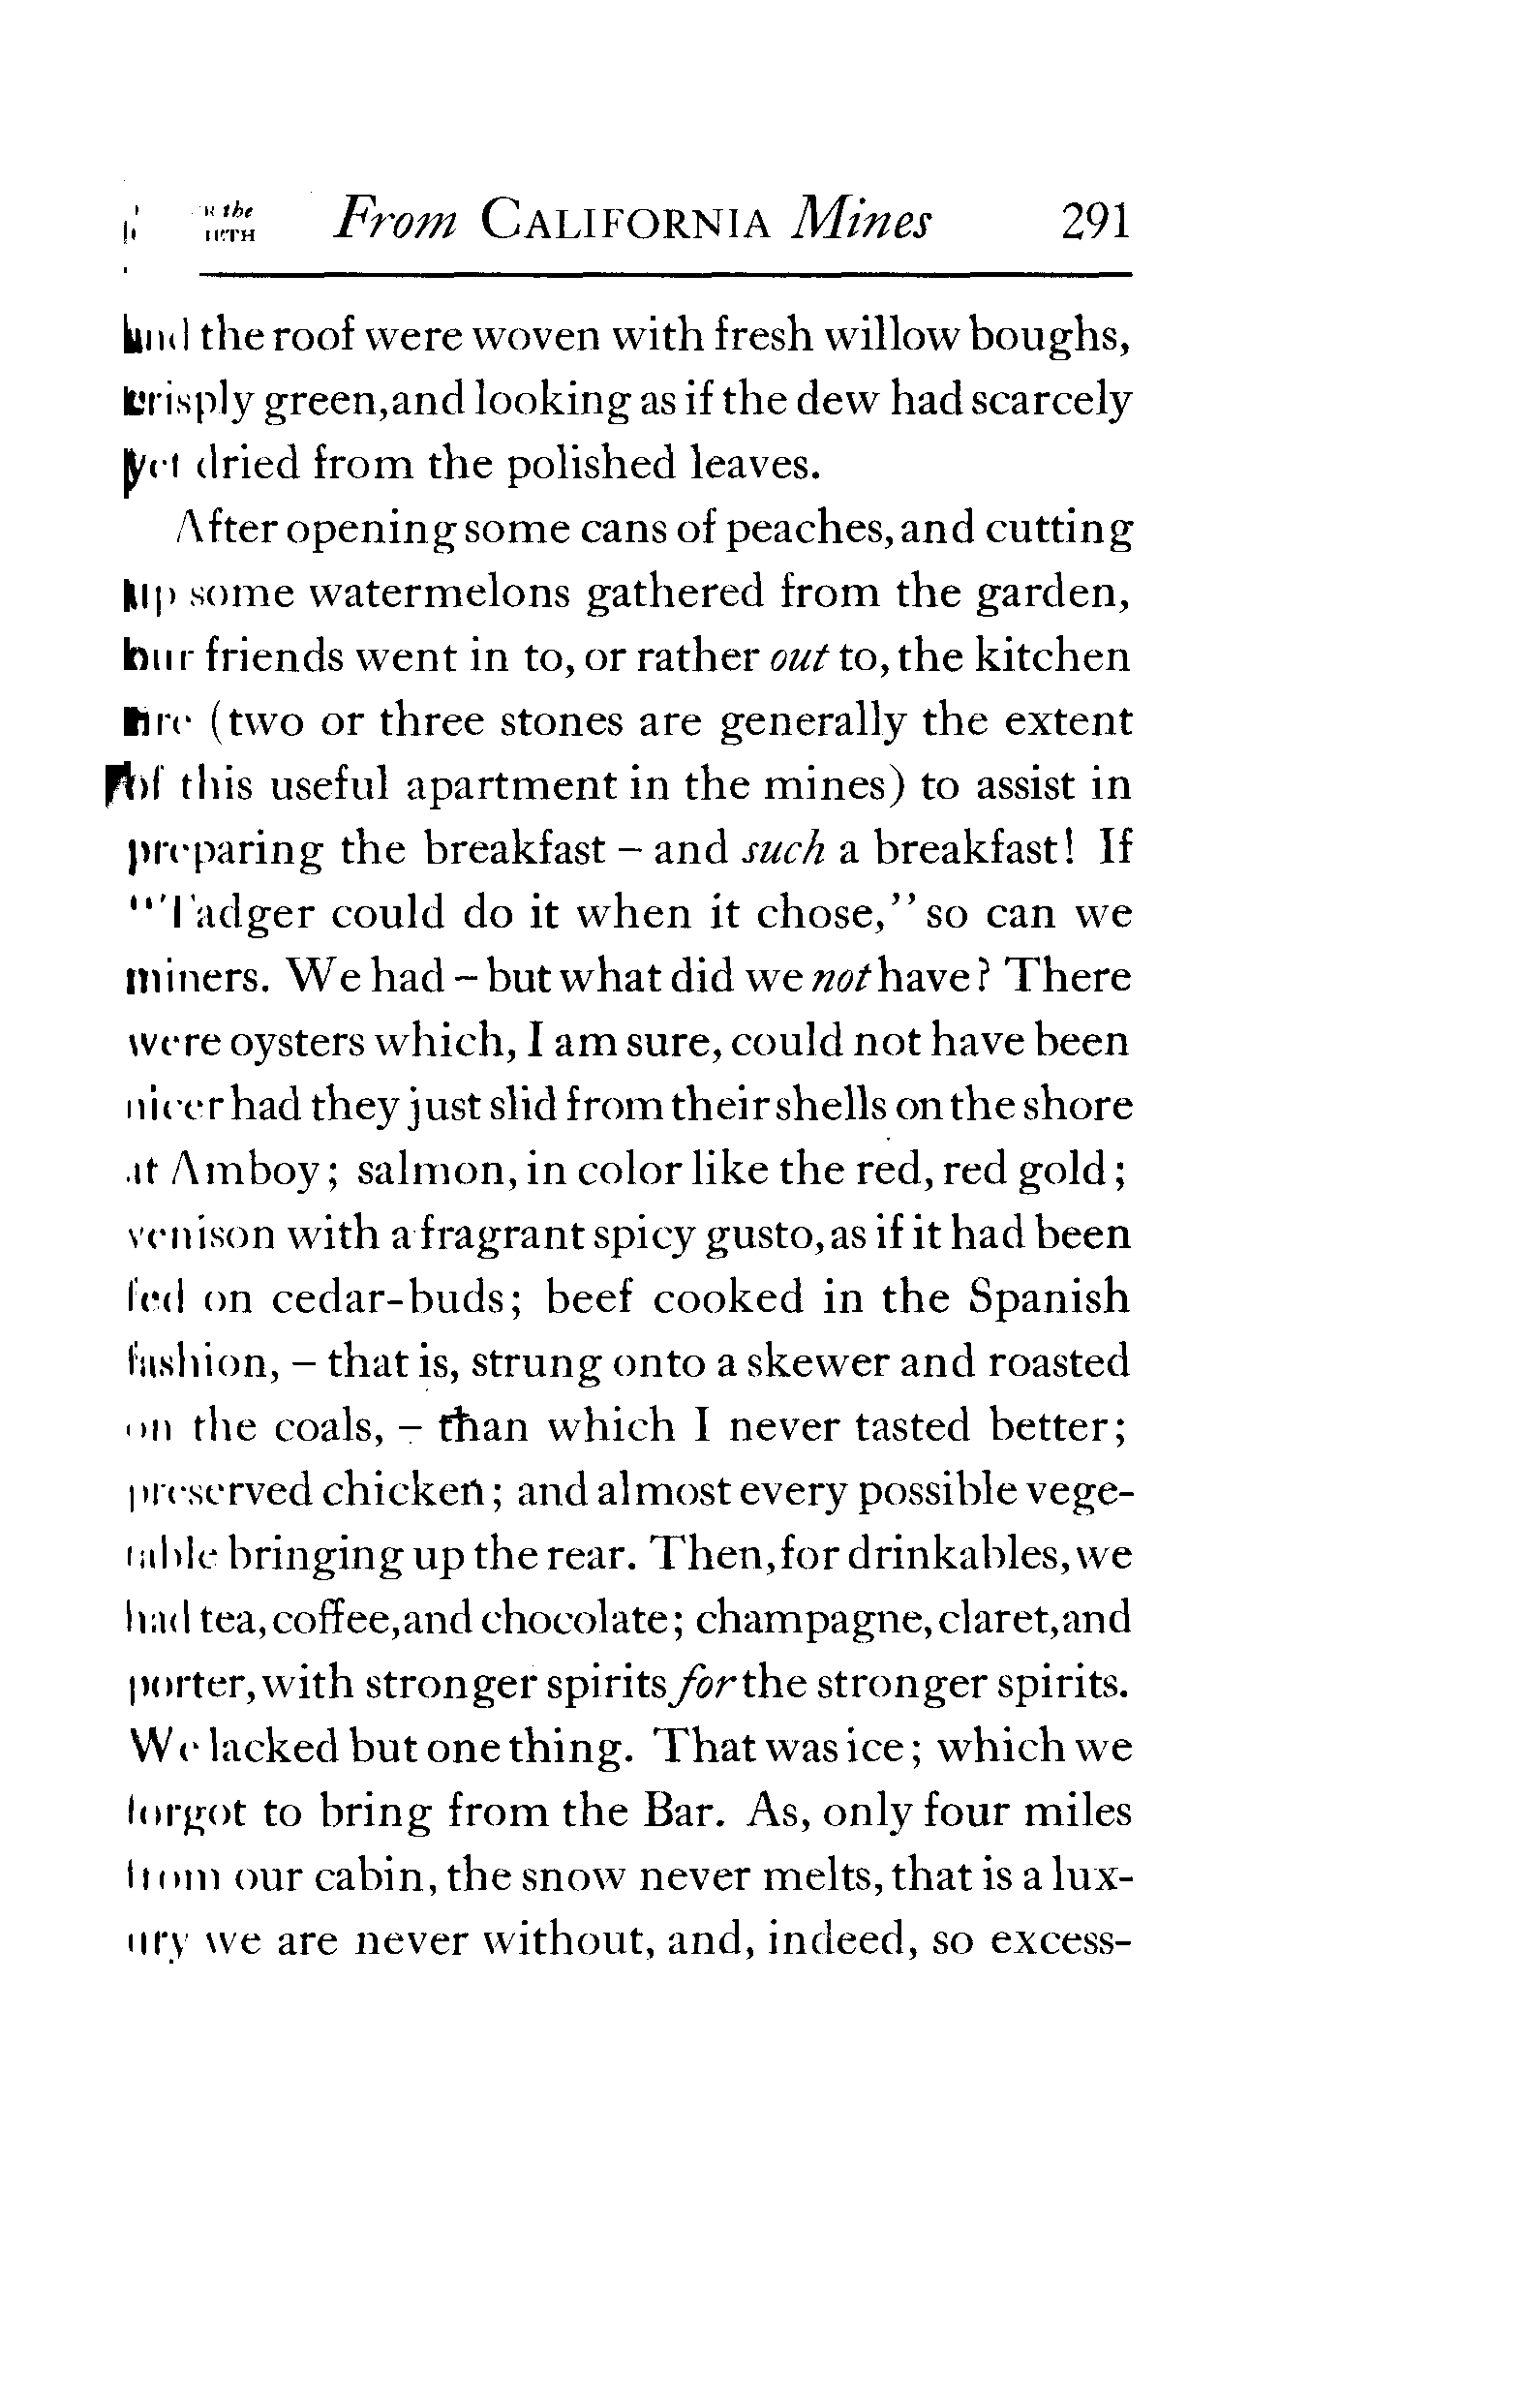 the From CALIFORNIA Mines 291
and the roof were woven with fresh willow boughs,
crisply green, and looking as if the dew had scarcely
yet dried from the polished leaves.
After opening some cans of peaches, and cutting
up some watermelons gathered from the garden,
our friends went in to, or rather out to, the kitchen
fire (two or three stones are generally the extent
of this useful apartment in the mines) to assist in
preparing the breakfast – and such a breakfast! If
"Tadger could do it when it chose," so can we
miners. We had – but what did we not have? There
were oysters which, I am sure, could not have been
nicer had they just slid from their shells on the shore
at Amboy; salmon, in color like the red, red gold;
venison with a fragrant spicy gusto, as if it had been
fed on cedar-buds; beef cooked in the Spanish
fashion, – that is, strung onto a skewer and roasted
on the coals, – than which I never tasted better;
preserved chicken; and almost every possible vege-
table bringing up the rear. Then, for drinkables, we
had tea, coffee, and chocolate; champagne, claret, and
porter, with stronger spirits for the stronger spirits.
We lacked but one thing. That was ice; which we
forgot to bring from the Bar. As, only four miles
from our cabin, the snow never melts, that is a lux-
ury we are never without, and, indeed, so excess-